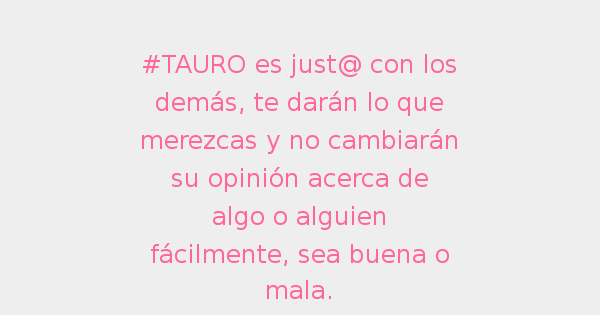 #TAURO es just@ con los
demás, te darán lo que
merezcas y no cambiarán
su opinión acerca de
algo o alguien
fácilmente, sea buena o
mala.